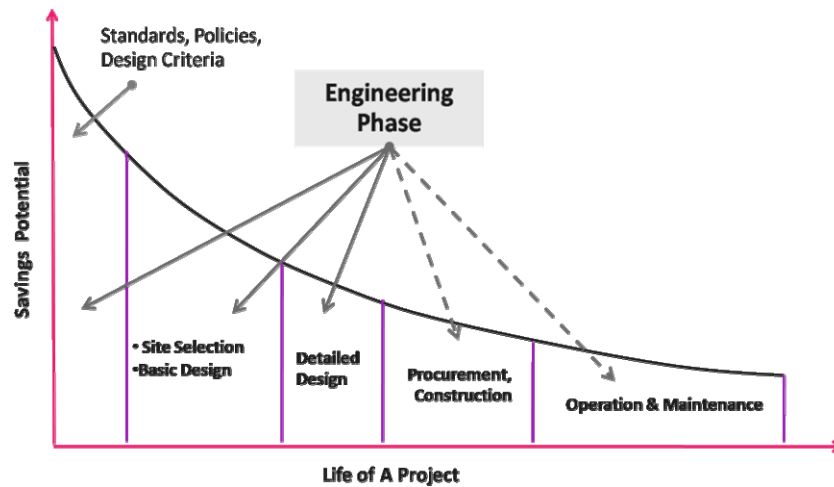 Standards, Policies,
Design Criteria
Engineering
Phase
Savings Potential
• Site Selection
•Basic Design
Detailed
Design
Procurement,
Construction
Operation & Maintenance
Life of A Project